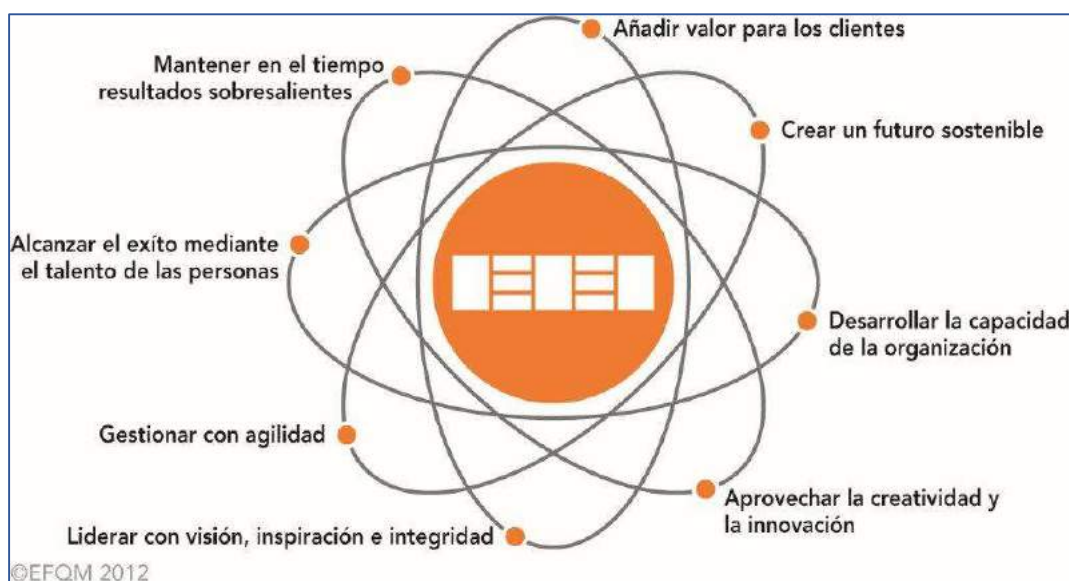 Añadir valor para los clientes
Crear un futuro sostenible
Desarrollar la capacidad
de la organización
Aprovechar la creatividad y
la innovación
Liderar con visión, inspiración e integridad
Gestionar con agilidad
Alcanzar el exíto mediante
el talento de las personas
Mantener en el tiempo
resultados sobresalientes
©EFQM 2012